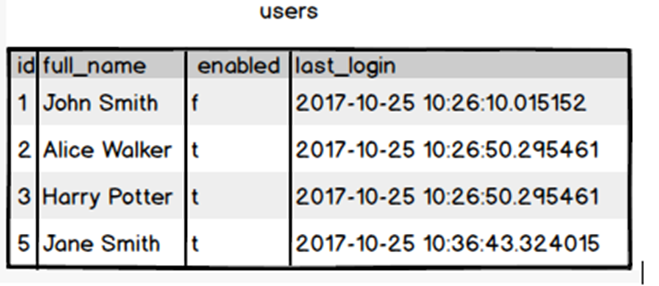 users
id full_name enabled last_login
1 John Smith f 2017-10-25 10:26:10.015152
2 Alice Walker t 2017-10-25 10:26:50.295461
3 Harry Potter t 2017-10-25 10:26:50.295461
5 Jane Smith t 2017-10-25 10:36:43.324015